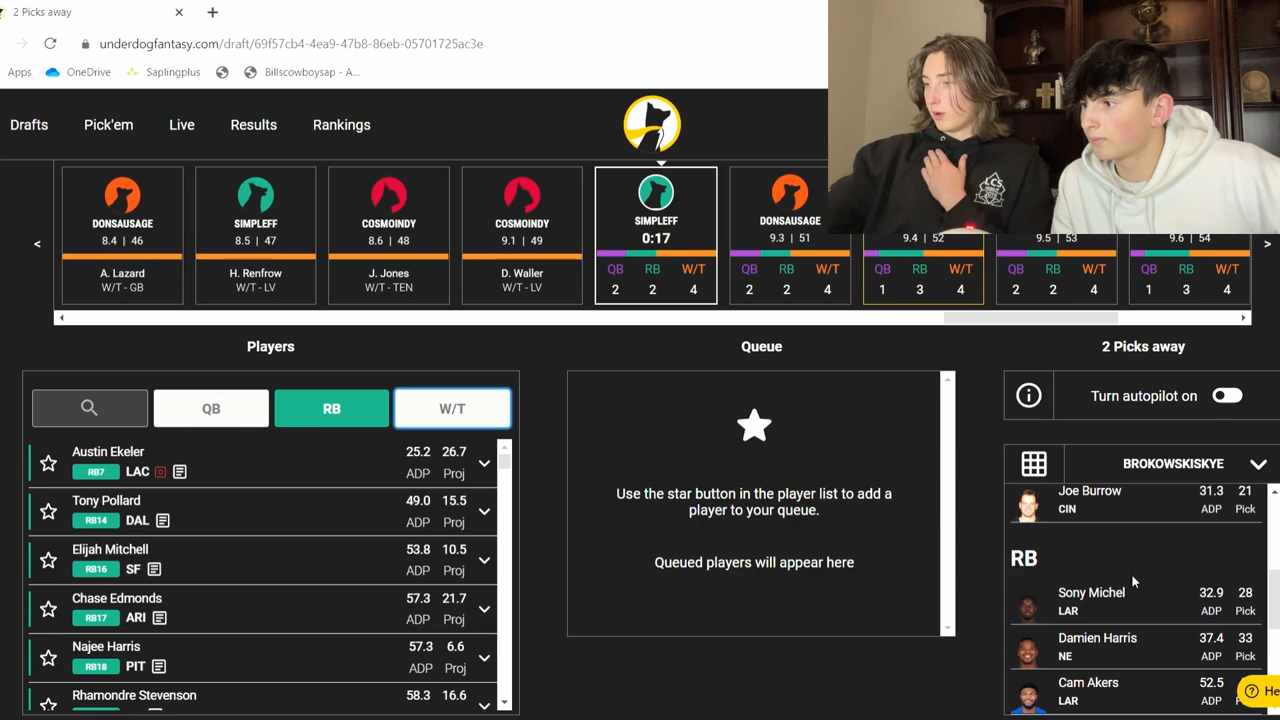 2 Picks away
underdogfantasy.com/draft/69f57cb4-4ea9-47b8-86eb-05701725ac3e
Apps OneDrive Saplingplus Billscowboysap - A...
Drafts Pick'em Live Results Rankings
DONSAUSAGE
8.4 | 46
A. Lazard
W/T - GB
SIMPLEFF
8.5 | 47
H. Renfrow
W/T - LV
COSMOINDY
8.6 | 48
J. Jones
W/T - TEN
COSMOINDY
9.1 | 49
D. Waller
W/T - LV
SIMPLEFF
0:17
QB RB W/T
2 2 4
DONSAUSAGE
9.3 | 51
QB RB W/T
2 2 4
9.4 | 52
QB RB W/T
1 3 4
9.5 | 53
QB RB W/T
2 2 4
9.6 | 54
QB RB W/T
1 3 4
LCS
Players
QB RB W/T
Austin Ekeler 25.2 26.7
RB7 LAC O ADP Proj
Tony Pollard 49.0 15.5
RB14 DAL ADP Proj
Elijah Mitchell 53.8 10.5
RB16 SF ADP Proj
Chase Edmonds 57.3 21.7
RB17 ARI ADP Proj
Najee Harris 57.3 6.6
RB18 PIT ADP Proj
Rhamondre Stevenson 58.3 16.6
Queue
Use the star button in the player list to add a
player to your queue.
Queued players will appear here
2 Picks away
Turn autopilot on
BROKOWSKISKYE
Joe Burrow 31.3 21
CIN ADP Pick
RB
Sony Michel 32.9 28
LAR ADP Pick
Damien Harris 37.4 33
NE ADP Pick
Cam Akers 52.5
LAR ADP
He